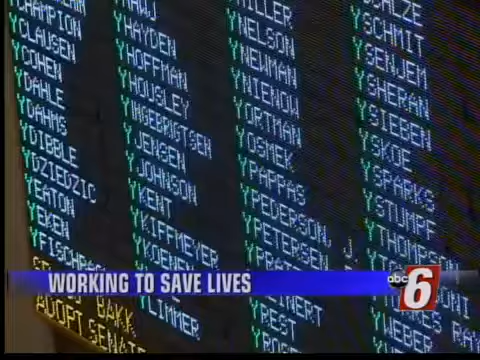 CHAMPION
Y CLAUSEN
Y COHEN
Y DAHLE
Y DAHMS
Y DIBBLE
Y DZIEDZIC
Y EATON
Y EKEN
Y FISCHBACH
BAKK
ADOPT SENATE
Y HAYDEN
Y HOFFMAN
Y HOUSLEY
Y INGEBRIGTSEN
Y JENSEN
Y JOHNSON
Y KENT
Y KIFFMEYER
Y KOENEN
Y LIMMER
MILLER
Y NELSON
Y NEWMAN
Y NIENOW
Y ORTMAN
Y OSMEK
Y PAPPAS
Y PEDERSON, J
Y PETERSEN
Y PRATT
REINERT
Y REST
Y ROSEN
Y SCHMIT
Y SENJEM
Y SHERAN
Y SIEBEN
Y SKOE
Y SPARKS
Y STUMPF
Y THOMPSON
Y WEBER
WORKING TO SAVE LIVES
abc 6